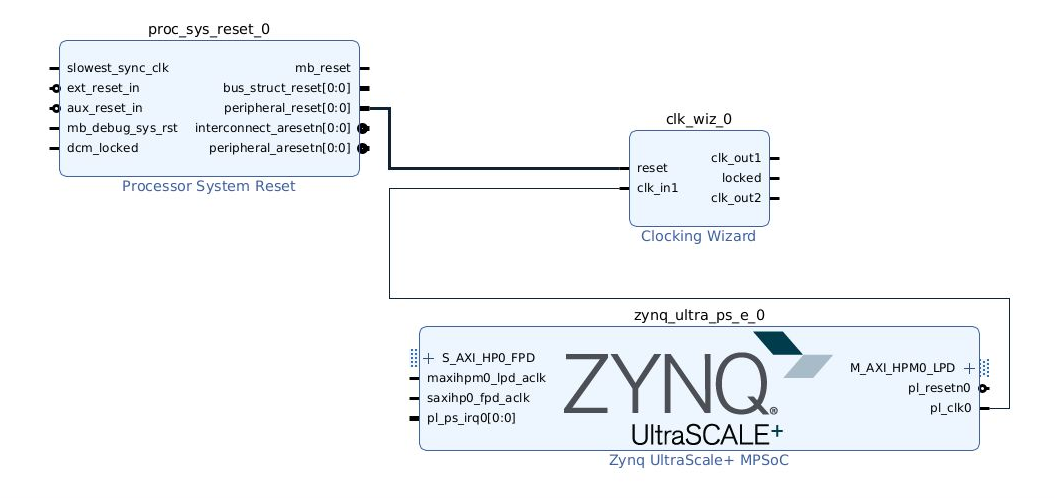 proc_sys_reset_0
slowest_sync_clk
ext_reset_in
aux_reset_in
mb_debug_sys_rst
dcm_locked
mb_reset
bus_struct_reset[0:0]
peripheral_reset[0:0]
interconnect_aresetn[0:0]
peripheral_aresetn[0:0]
Processor System Reset
clk_wiz_0
reset
clk_in1
clk_out1
locked
clk_out2
Clocking Wizard
zynq_ultra_ps_e_0
S_AXI_HP0_FPD
maxihpm0_lpd_aclk
saxihp0_fpd_aclk
pl_ps_irq0[0:0]
ZYNQ®
UltraSCALE+
M_AXI_HPM0_LPD
pl_resetn0
pl_clk0
Zynq UltraScale+ MPSoC